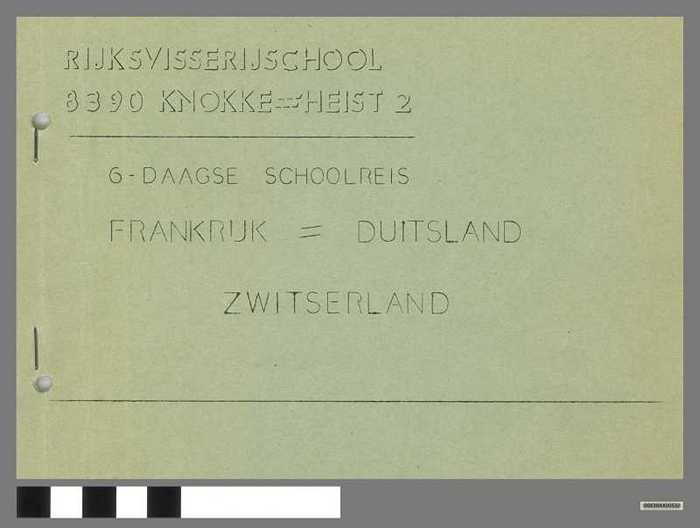 RIJKSVISSERIJSCHOOL
8390 KNOKKE=HEIST 2
6-DAAGSE SCHOOLREIS
FRANKRIJK = DUITSLAND
ZWITSERLAND